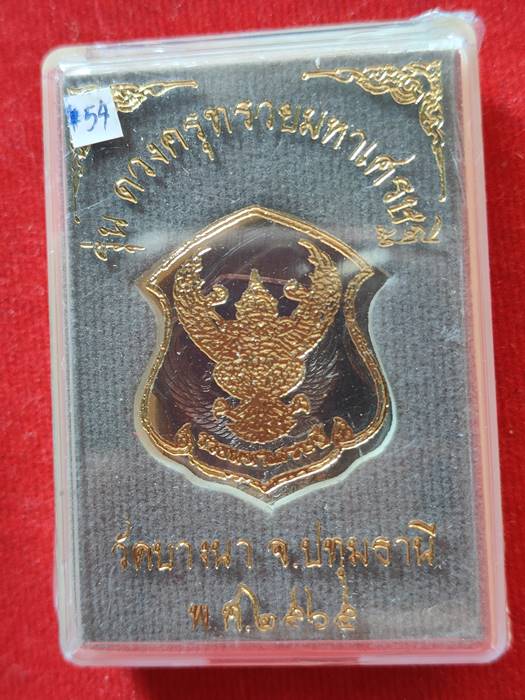 54
รุ่น ดวงครุฑรวยมหาเศรษฐี
วัดบางนา จ.ปทุมธานี
พ.ศ.๒๕๖๕